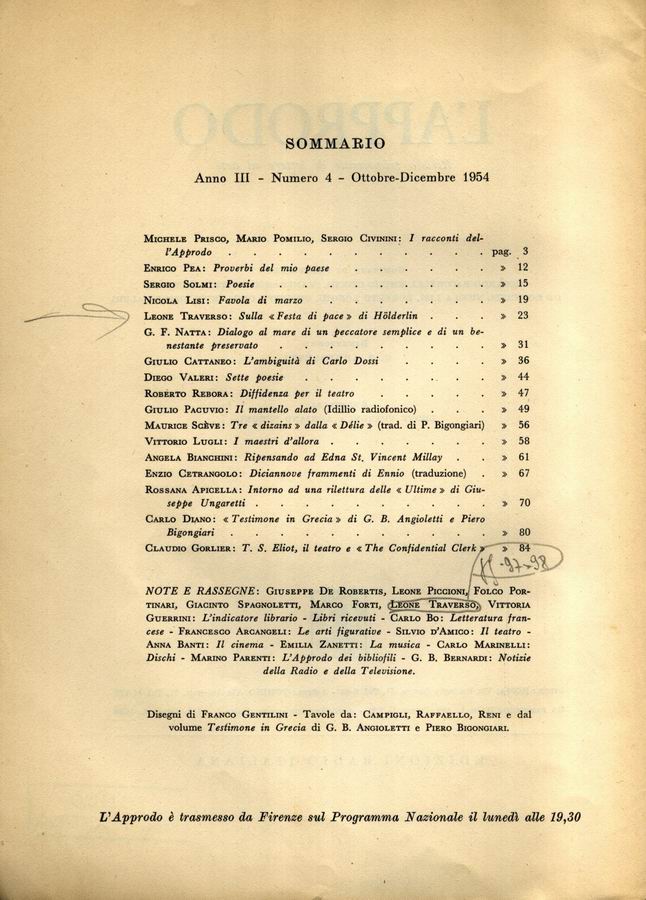 SOMMARIO
Anno III - Numero 4 - Ottobre-Dicembre 1954
MICHELE PRISCO, MARIO POMILIO, SERGIO CIVININI: I racconti del-
l'Approdo . . . . . . . . . . pag. 3
ENRICO PEA: Proverbi del mio paese . . . . . . » 12
SERGIO SOLMI: Poesie . . . . . . . . » 15
NICOLA LISI: Favola di marzo . . . . . . . » 19
LEONE TRAVERSO: Sulla «Festa di pace» di Hölderlin . . . » 23
G. F. NATTA: Dialogo al mare di un peccatore semplice e di un be-
nestante preservato . . . . . . . . » 31
GIULIO CATTANEO: L'ambiguità di Carlo Dossi . . . . » 36
DIEGO VALERI: Sette poesie . . . . . . . » 44
ROBERTO REBORA: Diffidenza per il teatro . . . . . » 47
GIULIO PACUVIO: Il mantello alato (Idillio radiofonico) . . . » 49
MAURICE SCÈVE: Tre «dizains» dalla «Délie» (trad. di P. Bigongiari) » 56
VITTORIO LUGLI: I maestri d'allora . . . . . . » 58
ANGELA BIANCHINI: Ripensando ad Edna St. Vincent Millay . . » 61
ENZIO CETRANGOLO: Diciannove frammenti di Ennio (traduzione) . » 67
ROSSANA APICELLA: Intorno ad una rilettura delle «Ultime» di Giu-
seppe Ungaretti . . . . . . . . . » 70
CARLO DIANO: «Testimone in Grecia» di G. B. Angioletti e Piero
Bigongiari . . . . . . . . . . » 80
CLAUDIO GORLIER: T. S. Eliot, il teatro e «The Confidential Clerk» » 84
97-98
NOTE E RASSEGNE: GIUSEPPE DE ROBERTIS, LEONE PICCIONI, FOLCO POR-
TINARI, GIACINTO SPAGNOLETTI, MARCO FORTI, LEONE TRAVERSO, VITTORIA
GUERRINI: L'indicatore librario - Libri ricevuti - CARLO BO: Letteratura fran-
cese - FRANCESCO ARCANGELI: Le arti figurative - SILVIO D'AMICO: Il teatro -
ANNA BANTI: Il cinema - EMILIA ZANETTI: La musica - CARLO MARINELLI:
Dischi - MARINO PARENTI: L'Approdo dei bibliofili - G. B. BERNARDI: Notizie
della Radio e della Televisione.
Disegni di FRANCO GENTILINI - Tavole da: CAMPIGLI, RAFFAELLO, RENI e dal
volume Testimone in Grecia di G. B. ANGIOLETTI e PIERO BIGONGIARI.
L'Approdo è trasmesso da Firenze sul Programma Nazionale il lunedì alle 19,30